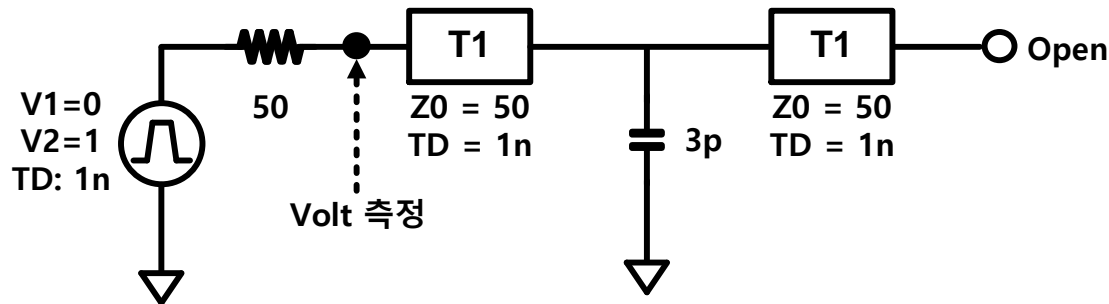 T1
T1
Open
V1=0
V2=1
TD: 1n
50
Z0 = 50
TD = 1n
Z0 = 50
TD = 1n
3p
Volt 측정